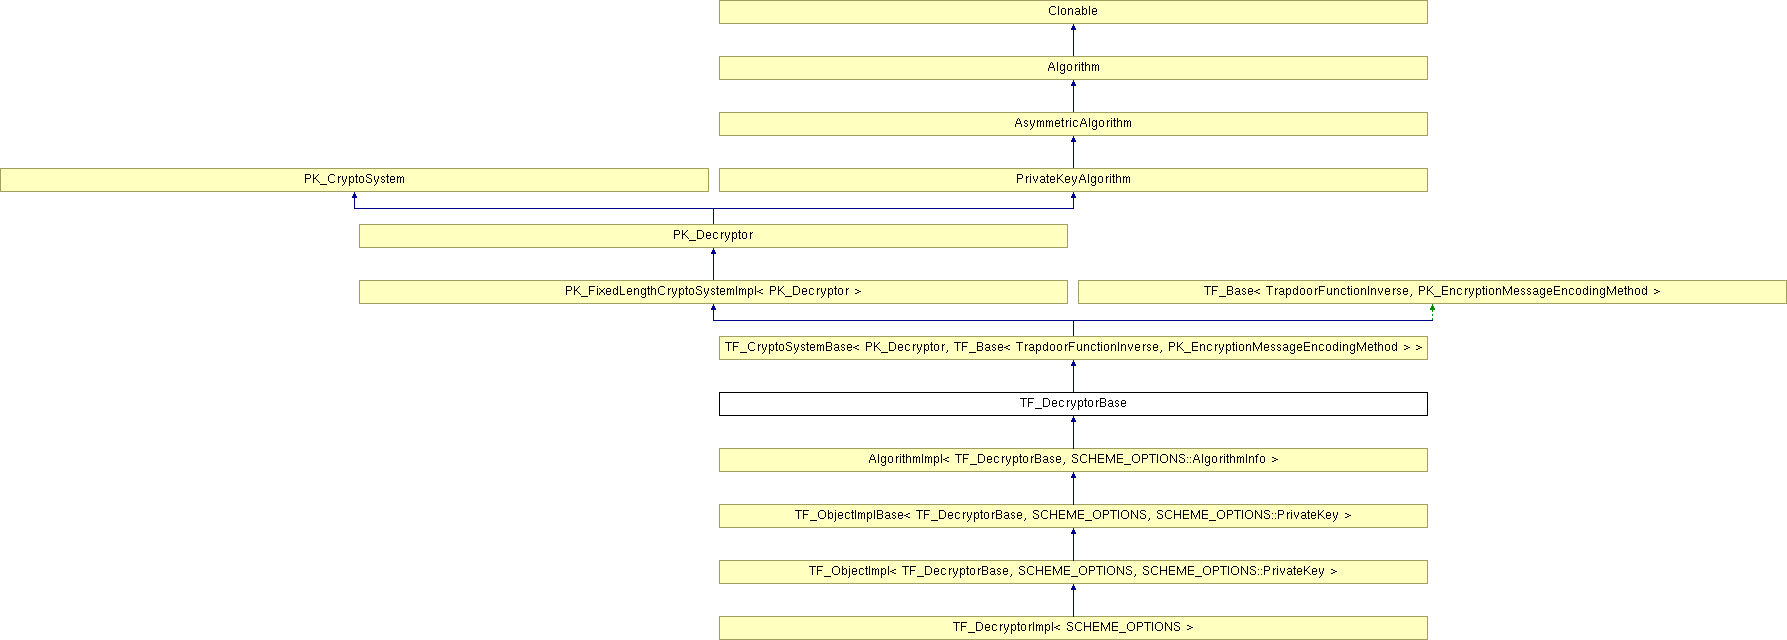 Clonable
Algorithm
AsymmetricAlgorithm
PK_CryptoSystem
PrivateKeyAlgorithm
PK_Decryptor
PK_FixedLengthCryptoSystemImpl< PK_Decryptor >
TF_Base< TrapdoorFunctionInverse, PK_EncryptionMessageEncodingMethod >
TF_CryptoSystemBase< PK_Decryptor, TF_Base< TrapdoorFunctionInverse, PK_EncryptionMessageEncodingMethod > >
TF_DecryptorBase
AlgorithmImpl< TF_DecryptorBase, SCHEME_OPTIONS::AlgorithmInfo >
TF_ObjectImplBase< TF_DecryptorBase, SCHEME_OPTIONS, SCHEME_OPTIONS::PrivateKey >
TF_ObjectImpl< TF_DecryptorBase, SCHEME_OPTIONS, SCHEME_OPTIONS::PrivateKey >
TF_DecryptorImpl< SCHEME_OPTIONS >